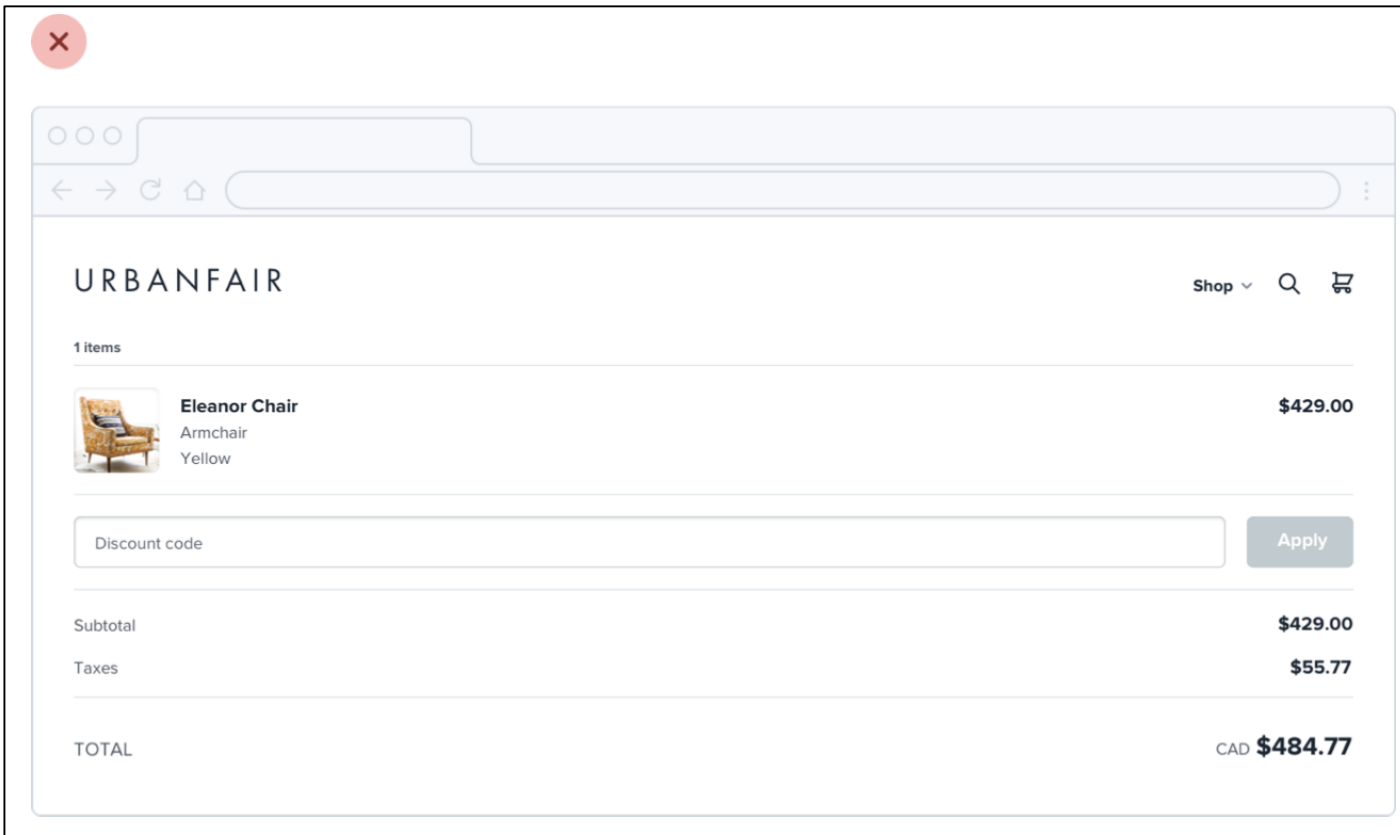 URBANFAIR
Shop
1 items
Eleanor Chair $429.00
Armchair
Yellow
Discount code Apply
Subtotal $429.00
Taxes $55.77
TOTAL CAD $484.77